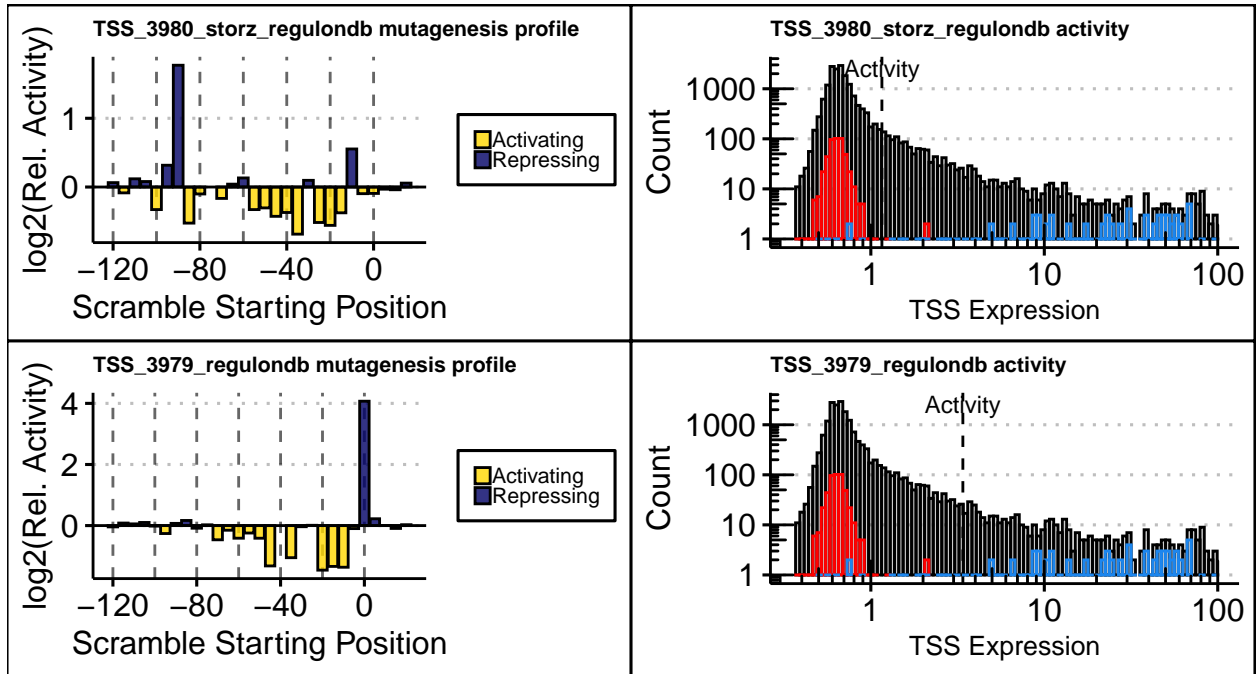 TSS_3980_storz_regulondb mutagenesis profile
log2(Rel. Activity)
1
0
−120
−80
−40
0
Scramble Starting Position
Activating
Repressing
TSS_3980_storz_regulondb activity
Activity
Count
1000
100
10
1
1
10
100
TSS Expression
TSS_3979_regulondb mutagenesis profile
log2(Rel. Activity)
4
2
0
−120
−80
−40
0
Scramble Starting Position
Activating
Repressing
TSS_3979_regulondb activity
Activity
Count
1000
100
10
1
1
10
100
TSS Expression